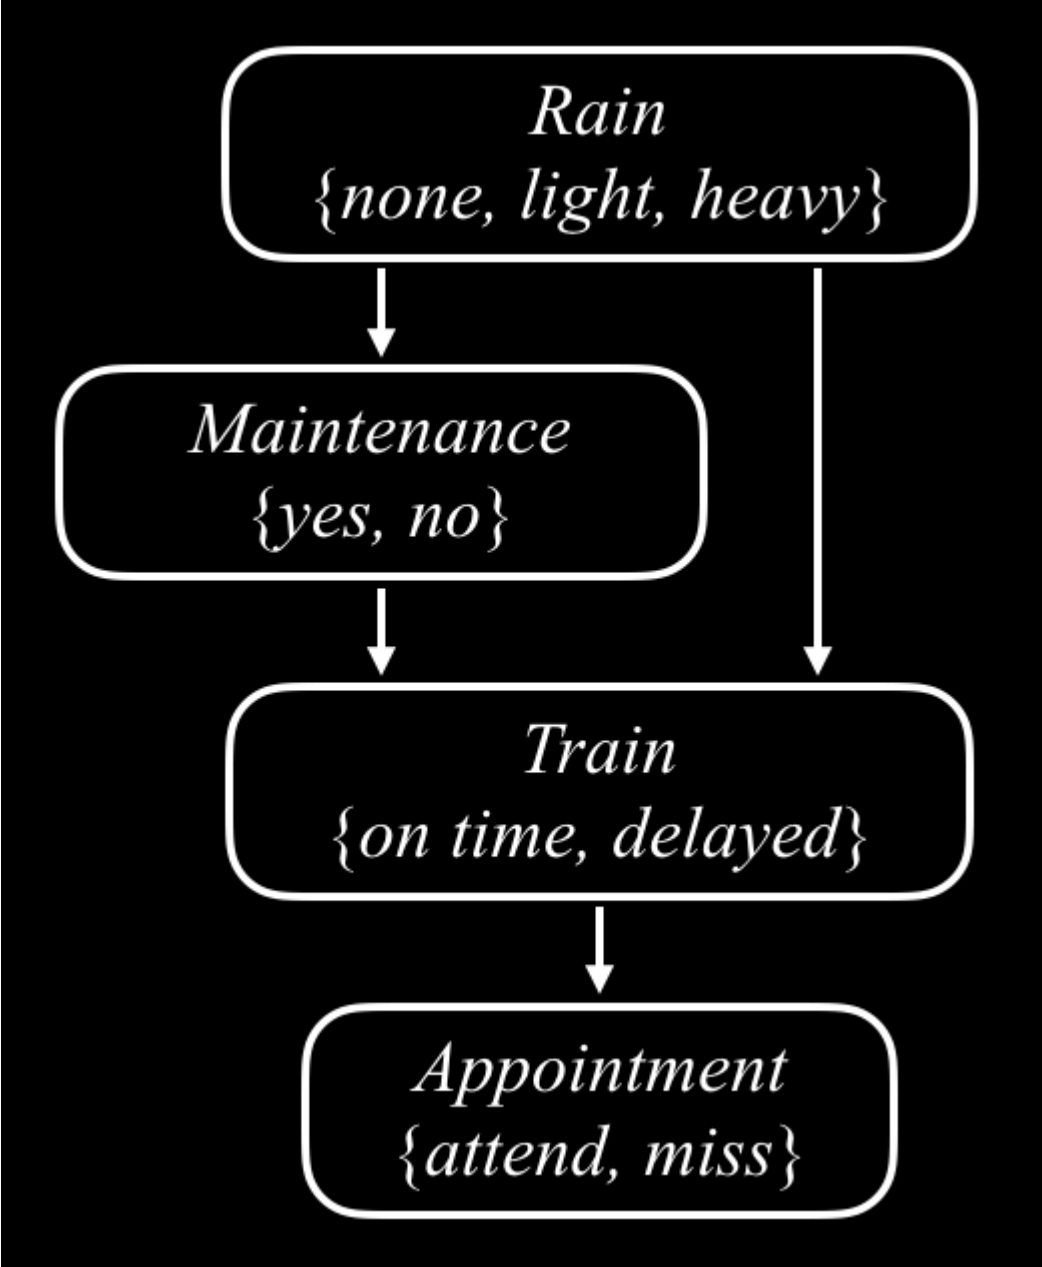 Rain
{none, light, heavy}
Maintenance
{yes, no}
Train
{on time, delayed}
Appointment
{attend, miss}